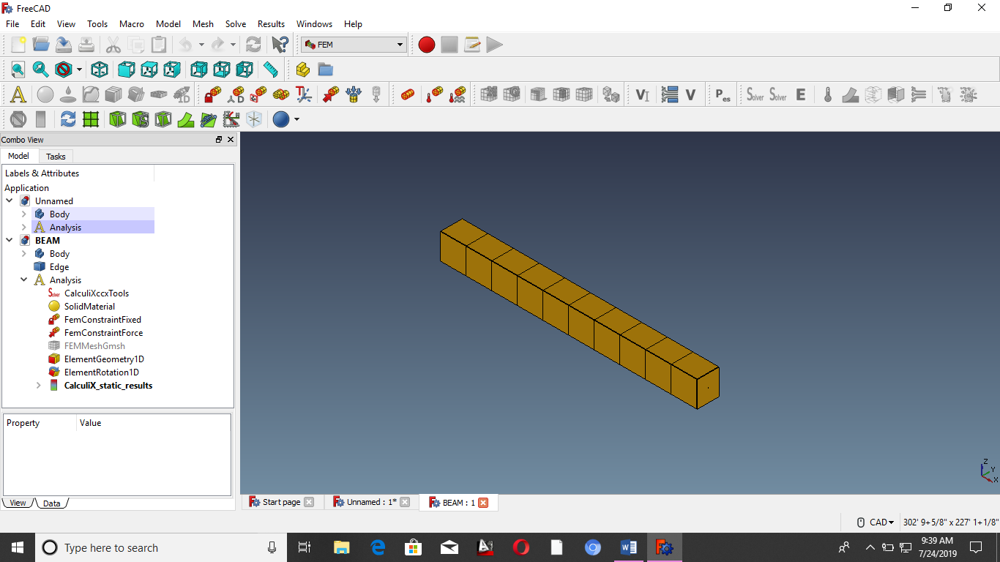 FreeCAD
File Edit View Tools Macro Model Mesh Solve Results Windows Help
FEM
Solver Solver
Combo View
Model Tasks
Labels & Attributes
Application
Unnamed
Body
Analysis
BEAM
Body
Edge
Analysis
CalculiXccxTools
SolidMaterial
FemConstraintFixed
FemConstraintForce
FEMMeshGmsh
ElementGeometry1D
ElementRotation1D
CalculiX_static_results
Property Value
View Data
Z
Y
X
Start page Unnamed : 1* BEAM : 1
CAD 302' 9+5/8" x 227' 1+1/8"
Type here to search
9:39 AM
7/24/2019